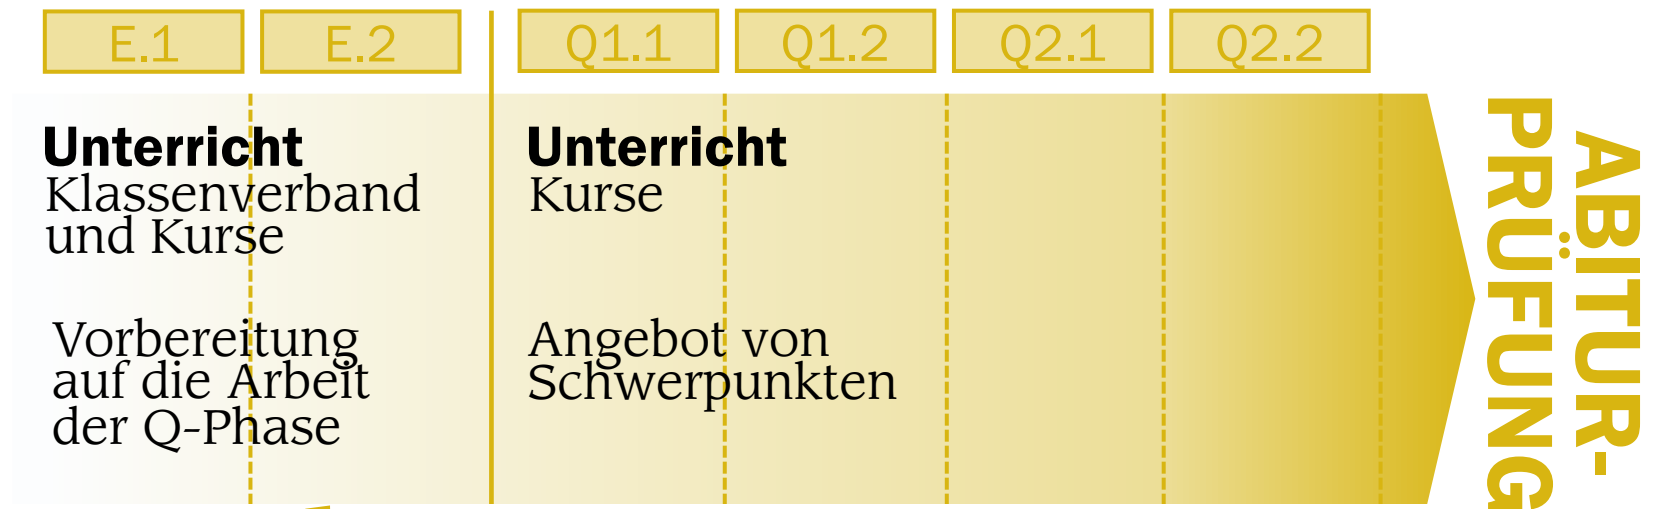 E.1 E.2 Q1.1 Q1.2 Q2.1 Q2.2
Unterricht
Klassenverband
und Kurse
Vorbereitung
auf die Arbeit
der Q-Phase
Unterricht
Kurse
Angebot von
Schwerpunkten
ABITUR-
PRÜFUNG